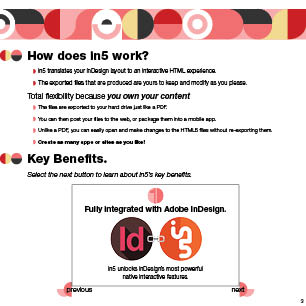 How does in5 work?
in5 translates your InDesign layout to an interactive HTML experience.
The exported files that are produced are yours to keep and modify as you please.
Total flexibility because you own your content
The files are exported to your hard drive just like a PDF.
You can then post your files to the web, or package them into a mobile app.
Unlike a PDF, you can easily open and make changes to the HTML5 files without re-exporting them.
Create as many apps or sites as you like!
Key Benefits.
Select the next button to learn about in5's key benefits.
Fully integrated with Adobe InDesign.
Id in5
in5 unlocks InDesign's most powerful
native interactive features.
previous next
3